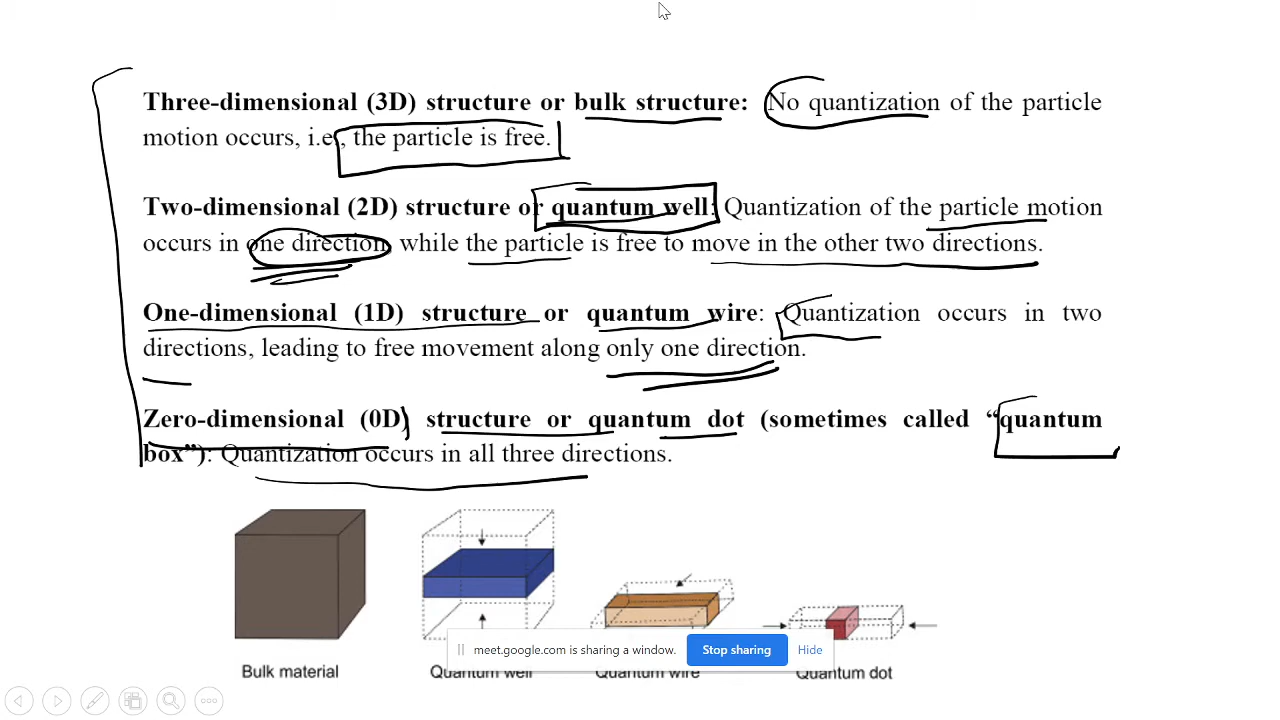 Three-dimensional (3D) structure or bulk structure: No quantization of the particle
motion occurs, i.e., the particle is free.
Two-dimensional (2D) structure or quantum well: Quantization of the particle motion
occurs in one direction, while the particle is free to move in the other two directions.
One-dimensional (1D) structure or quantum wire: Quantization occurs in two
directions, leading to free movement along only one direction.
Zero-dimensional (0D) structure or quantum dot (sometimes called “quantum
box”): Quantization occurs in all three directions.
meet.google.com is sharing a window. Stop sharing Hide
Bulk material Quantum well Quantum wire Quantum dot